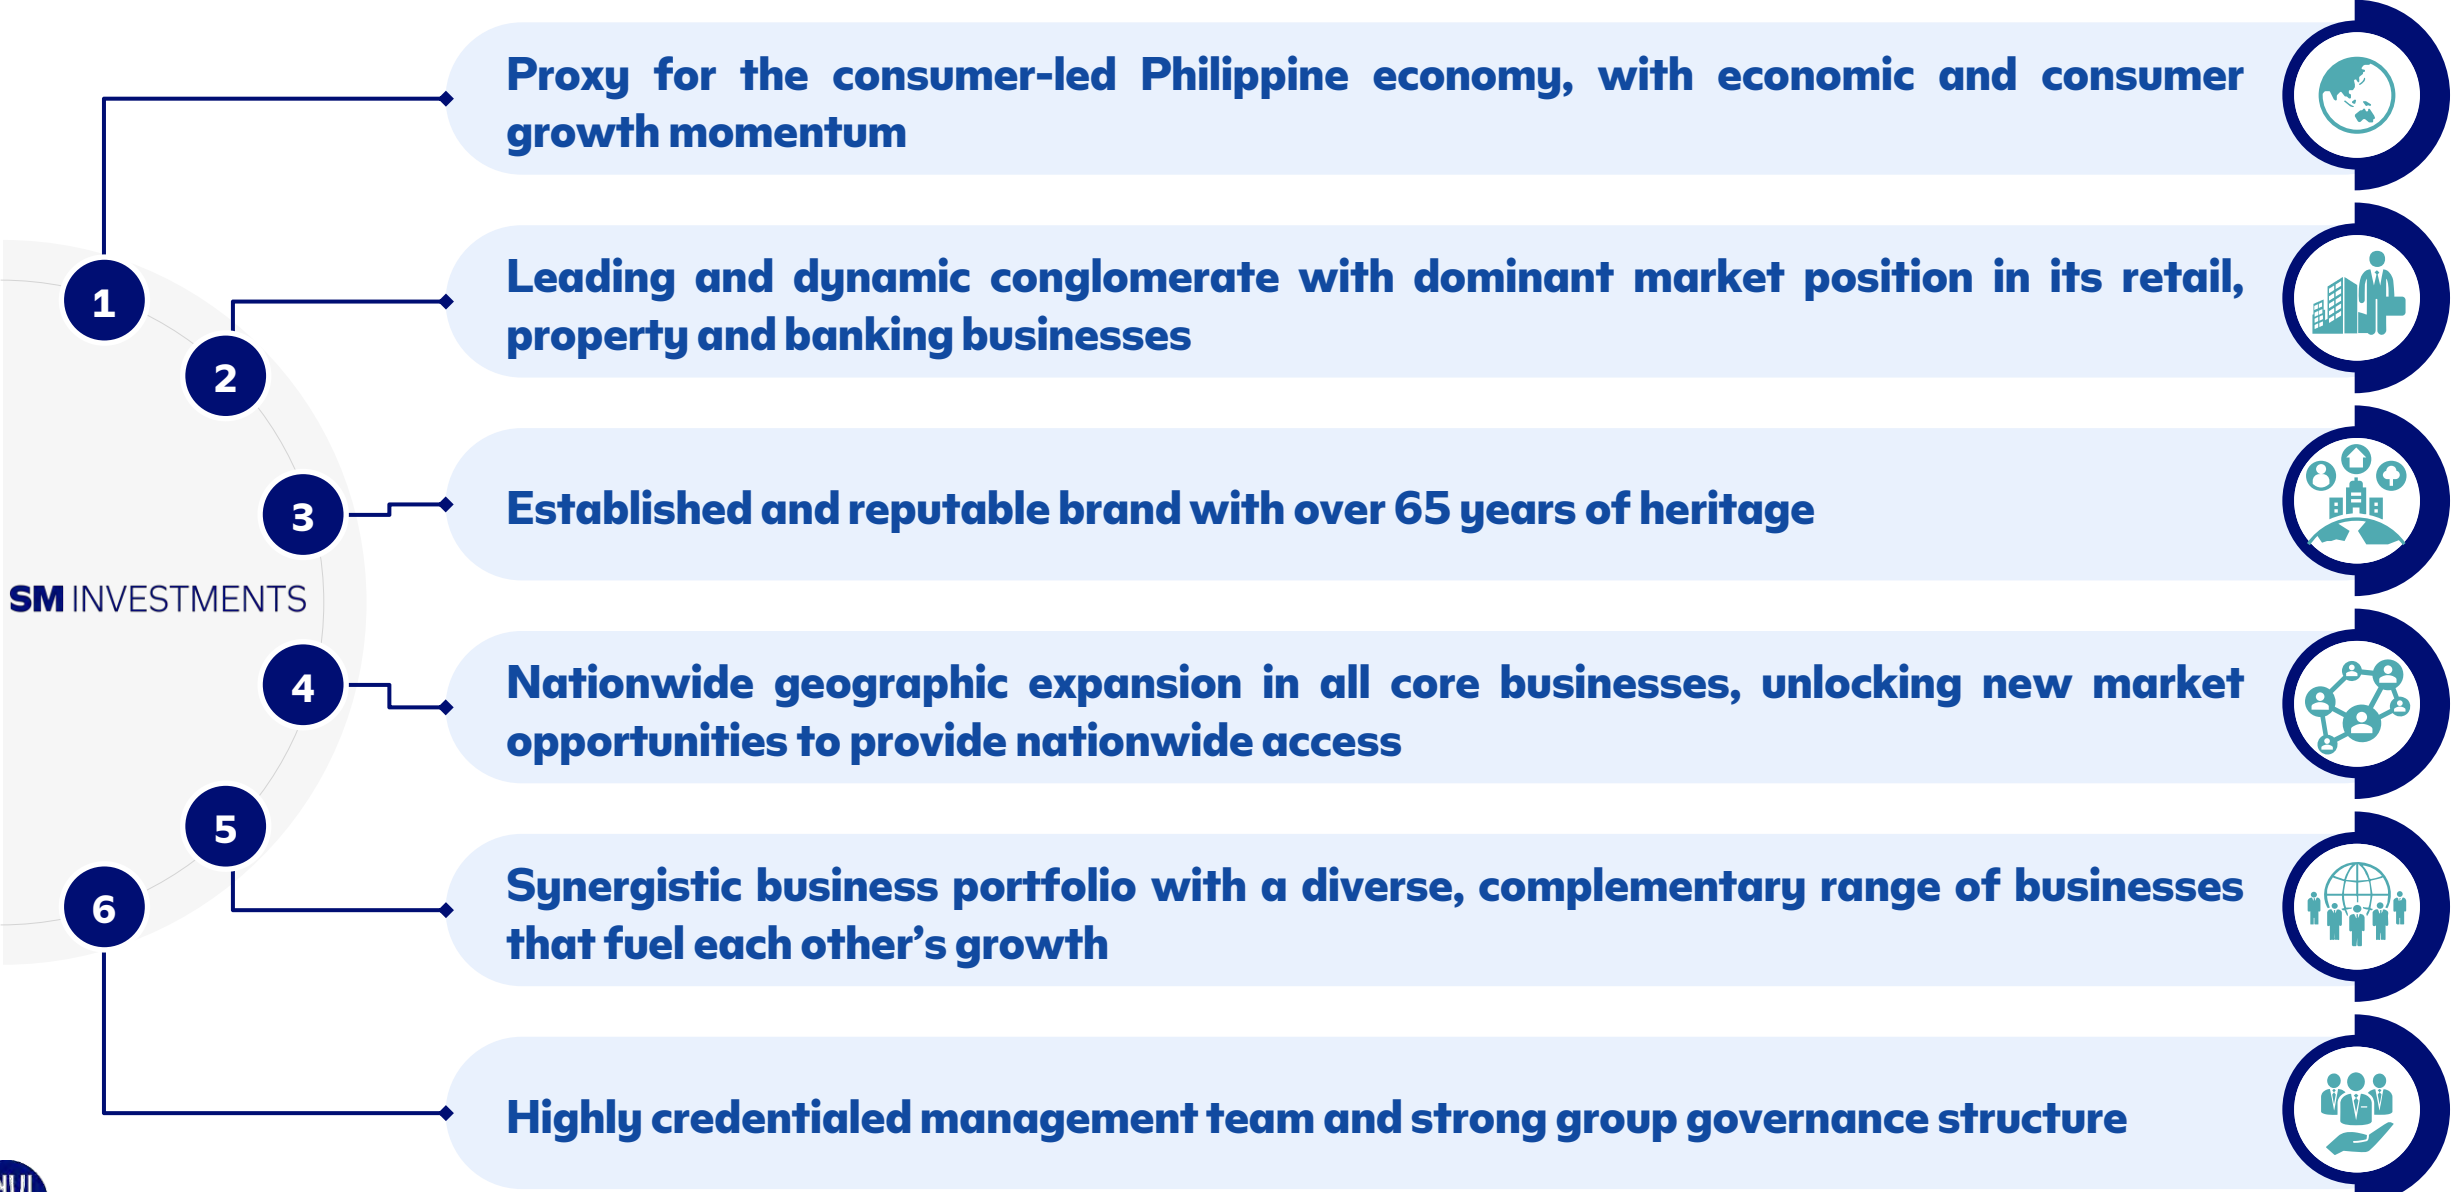 1
Proxy for the consumer-led Philippine economy, with economic and consumer
growth momentum
2
Leading and dynamic conglomerate with dominant market position in its retail,
property and banking businesses
3
Established and reputable brand with over 65 years of heritage
SM INVESTMENTS
4
Nationwide geographic expansion in all core businesses, unlocking new market
opportunities to provide nationwide access
5
Synergistic business portfolio with a diverse, complementary range of businesses
that fuel each other’s growth
6
Highly credentialed management team and strong group governance structure